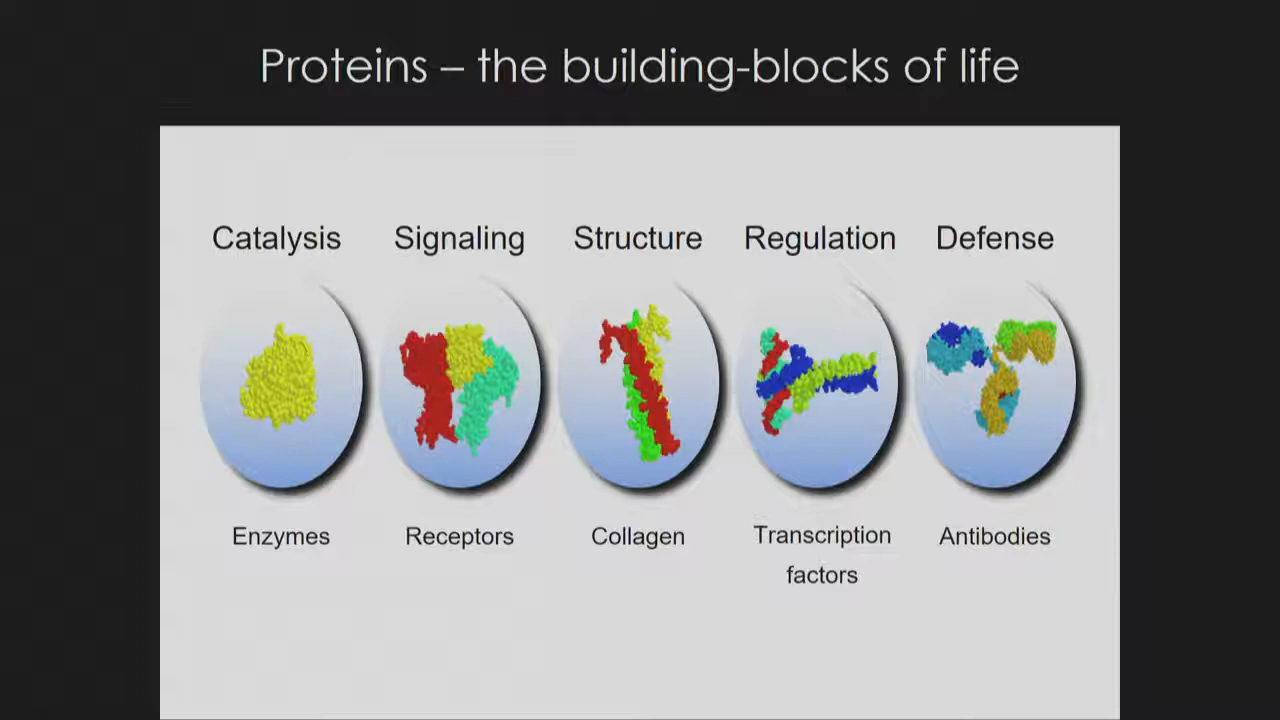 Proteins – the building-blocks of life
Catalysis Signaling Structure Regulation Defense
Enzymes Receptors Collagen Transcription factors Antibodies